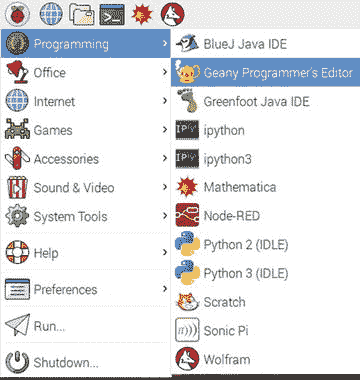 Programming
Office
Internet
Games
Accessories
Sound & Video
System Tools
Help
Preferences
Run...
Shutdown...
BlueJ Java IDE
Geany Programmer's Editor
Greenfoot Java IDE
ipython
ipython3
Mathematica
Node-RED
Python 2 (IDLE)
Python 3 (IDLE)
Scratch
Sonic Pi
Wolfram